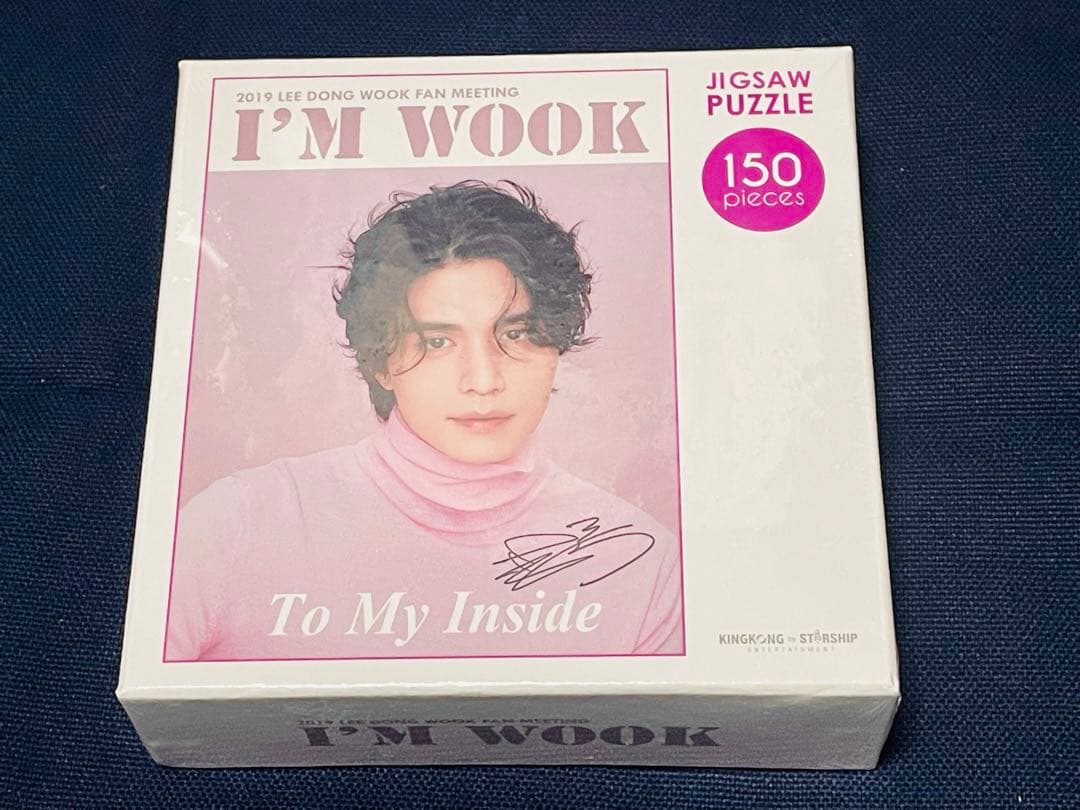 2019 LEE DONG WOOK FAN MEETING
I'M WOOK
JIGSAW
PUZZLE
150
pieces
To My Inside
KINGKONG by STARSHIP
ENTERTAINMENT
2019 LEE DONG WOOK FAN MEETING
I'M WOOK